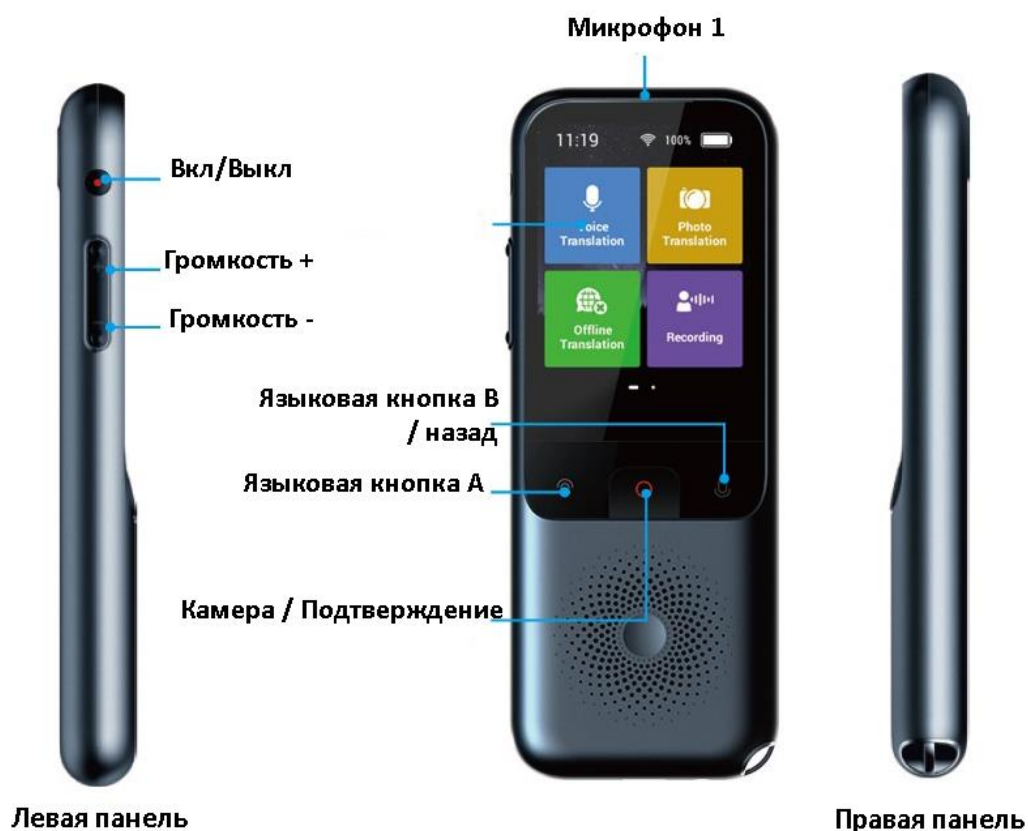 Микрофон 1
11:19
100%
Вкл/Выкл
Voice
Translation
Photo
Translation
Громкость +
Громкость -
Offline
Translation
Recording
Языковая кнопка В
/ назад
Языковая кнопка А
Камера / Подтверждение
Левая панель
Правая панель